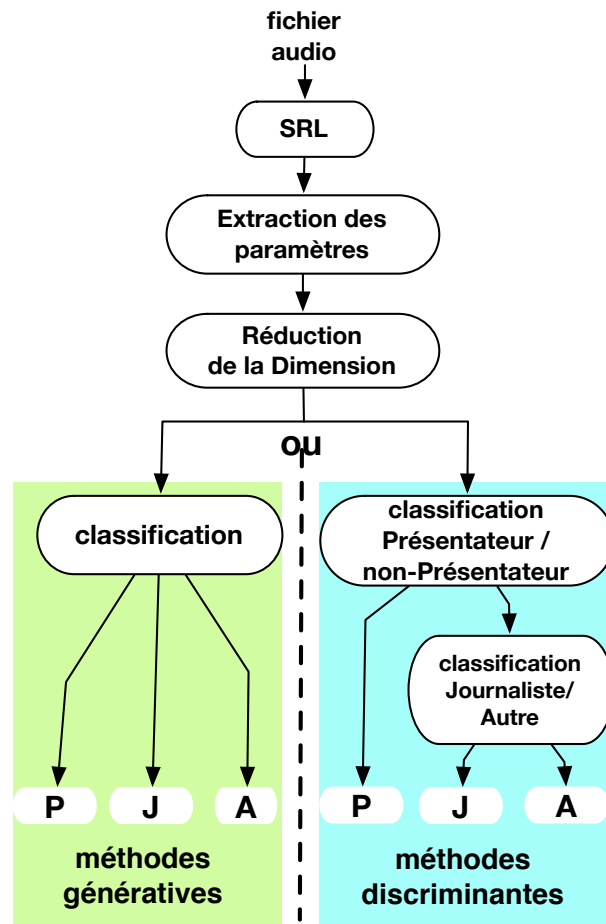 fichier
audio
SRL
Extraction des
paramètres
Réduction
de la Dimension
ou
classification
P J A
méthodes
génératives
classification
Présentateur /
non-Présentateur
classification
Journaliste/
Autre
P J A
méthodes
discriminantes